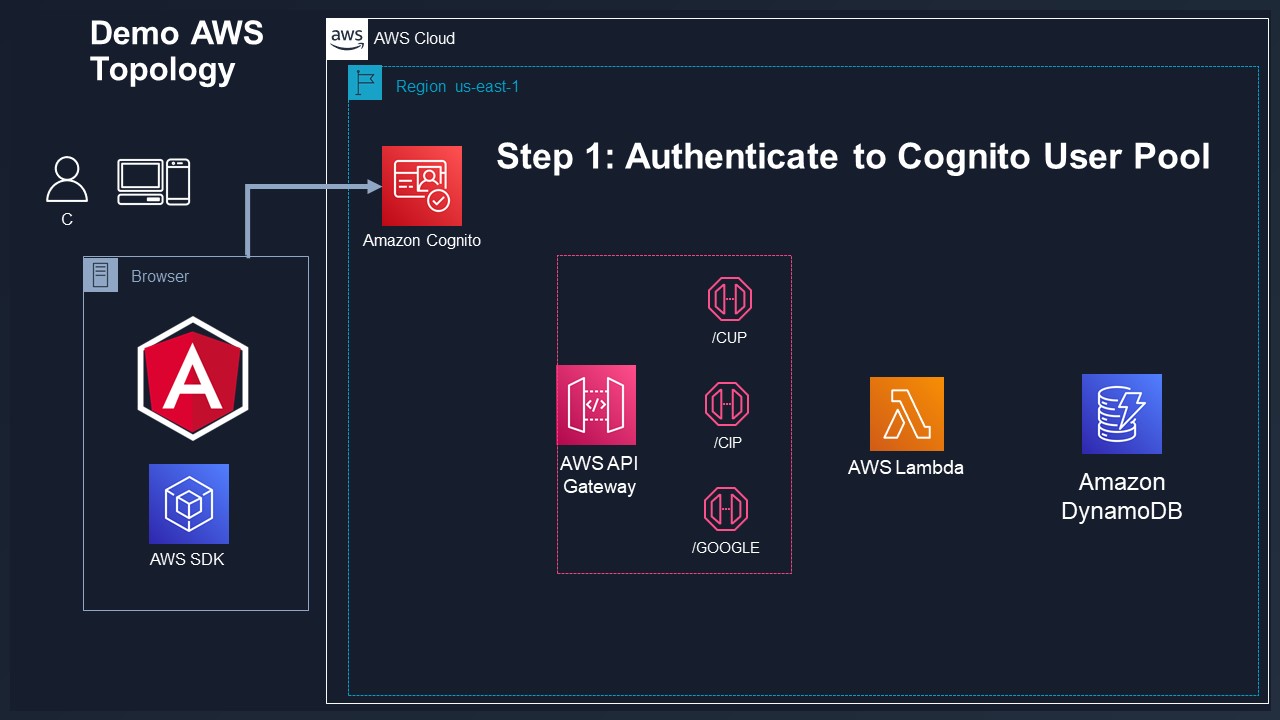 Demo AWS
Topology
aws
AWS Cloud
Region us-east-1
Step 1: Authenticate to Cognito User Pool
C
Amazon Cognito
Browser
A
AWS SDK
/CUP
/CIP
/GOOGLE
</>
AWS API
Gateway
AWS Lambda
Amazon
DynamoDB